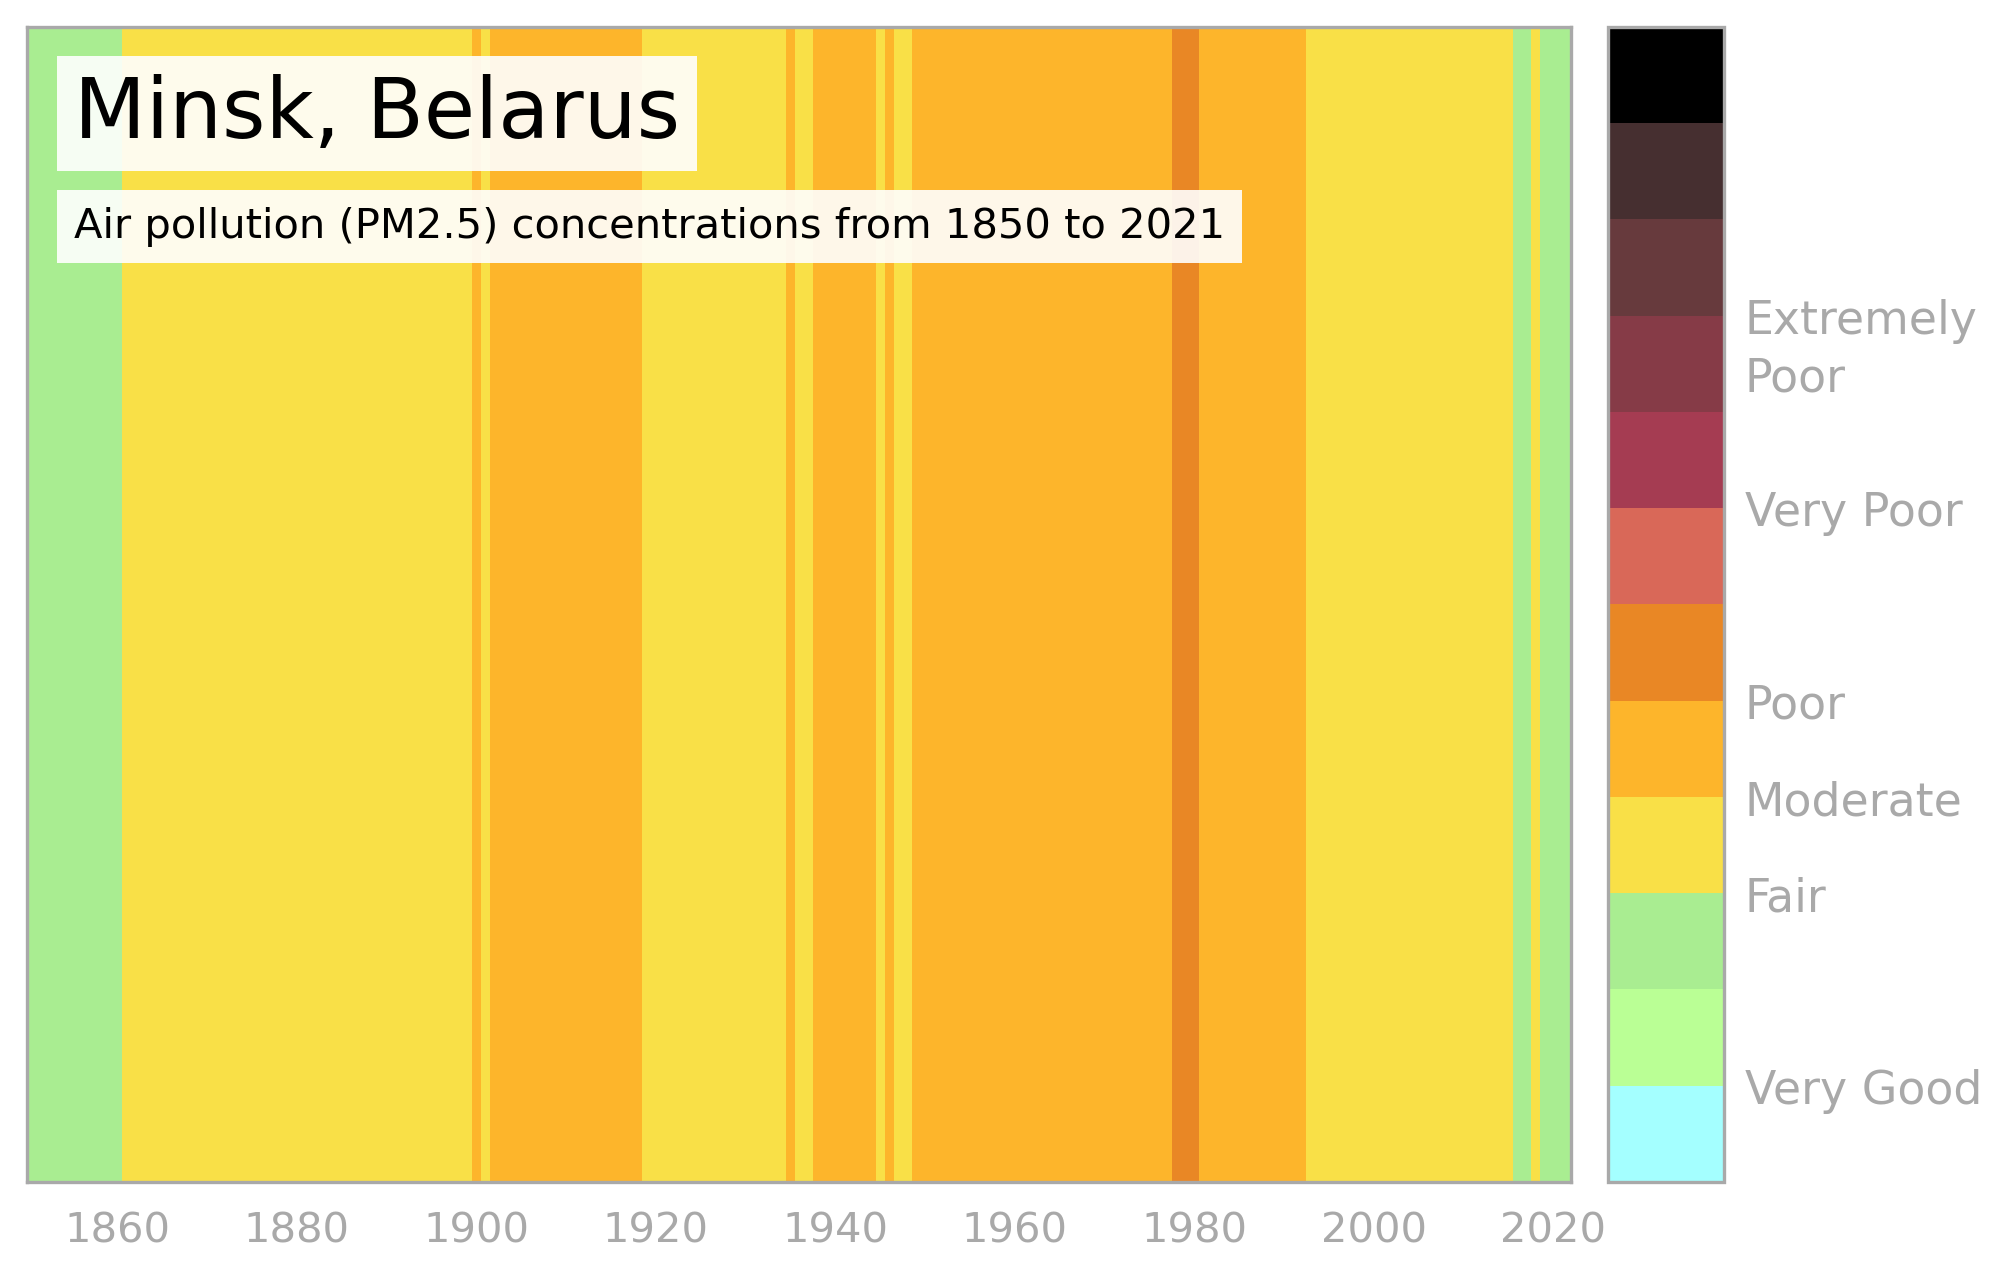 Minsk, Belarus
Air pollution (PM2.5) concentrations from 1850 to 2021
Extremely
Poor
Very Poor
Poor
Moderate
Fair
Very Good
1860 1880 1900 1920 1940 1960 1980 2000 2020